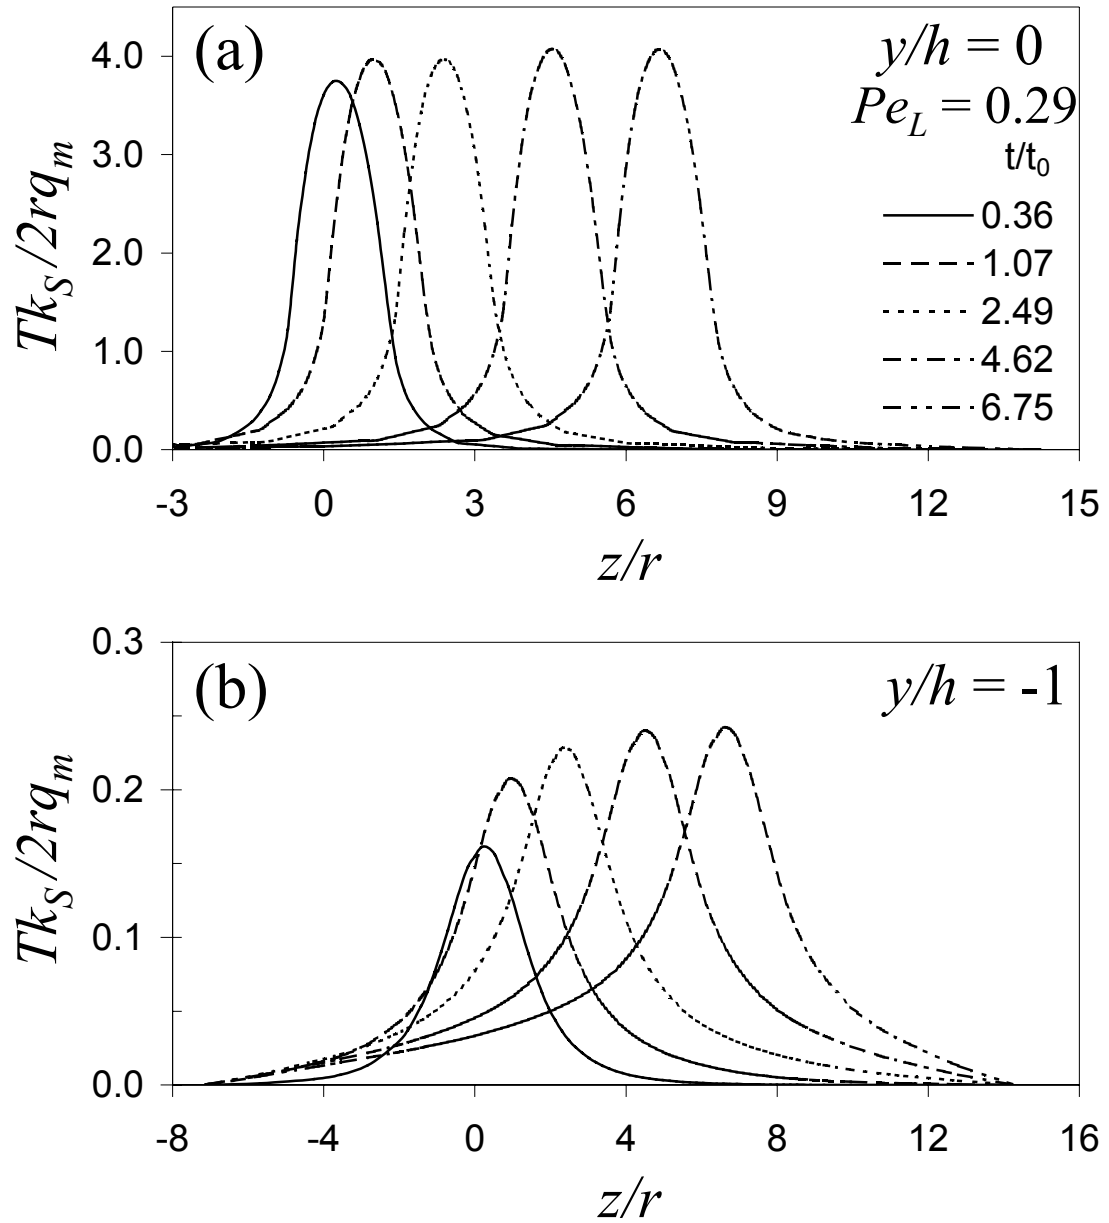 (a)
y/h = 0
Pe_L = 0.29
t/t_0
0.36
1.07
2.49
4.62
6.75
Tk_S/2rq_m
4.0
3.0
2.0
1.0
0.0
-3 0 3 6 9 12 15
z/r
(b)
y/h = -1
Tk_S/2rq_m
0.3
0.2
0.1
0.0
-8 -4 0 4 8 12 16
z/r